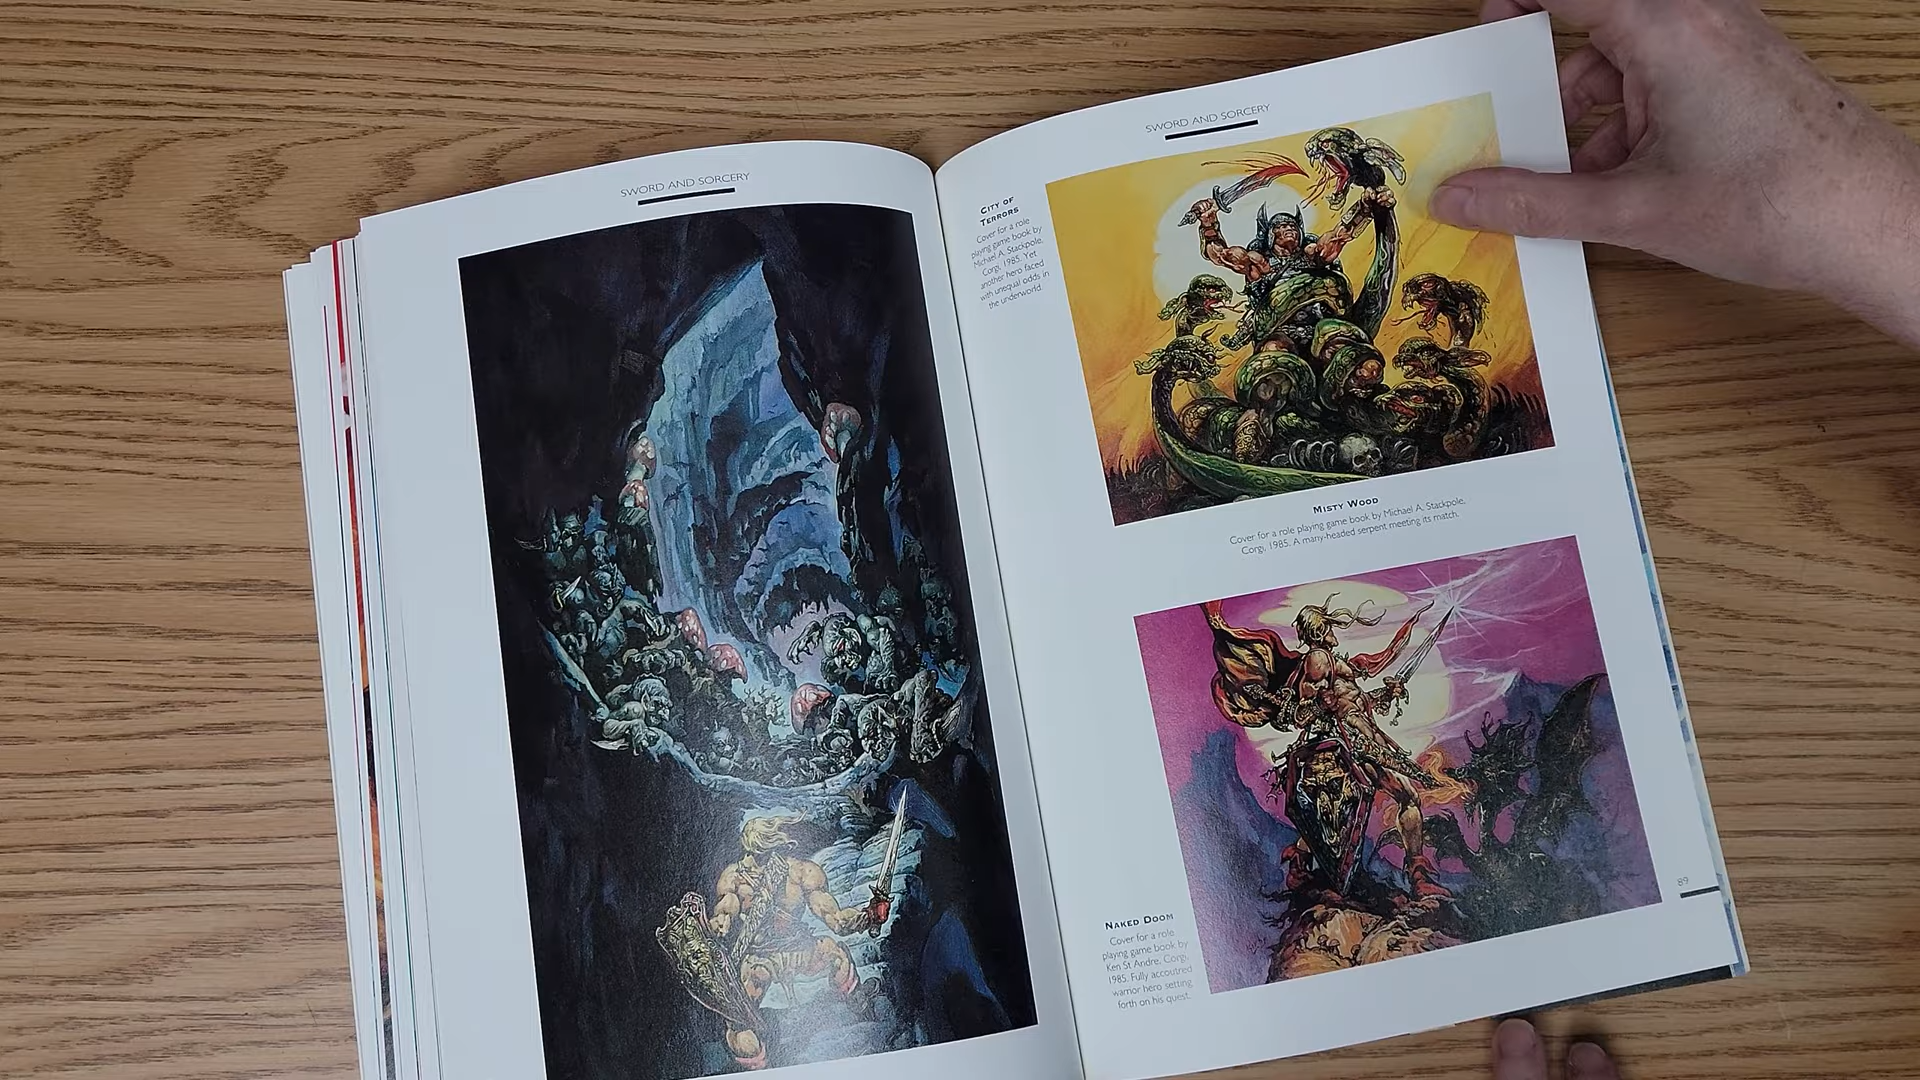 SWORD AND SORCERY
SWORD AND SORCERY
CITY OF
TERRORS
Cover for a role
playing game book by
Michael A. Stackpole,
Corgi, 1985. Yet
another hero faced
with unequal odds in
the underworld.
MISTY WOOD
Cover for a role playing game book by Michael A. Stackpole,
Corgi, 1985. A many-headed serpent meeting its match.
NAKED DOOM
Cover for a role
playing game book by
Ken St Andre, Corgi,
1985. Fully accoutred
warrior hero setting
forth on his quest.
89